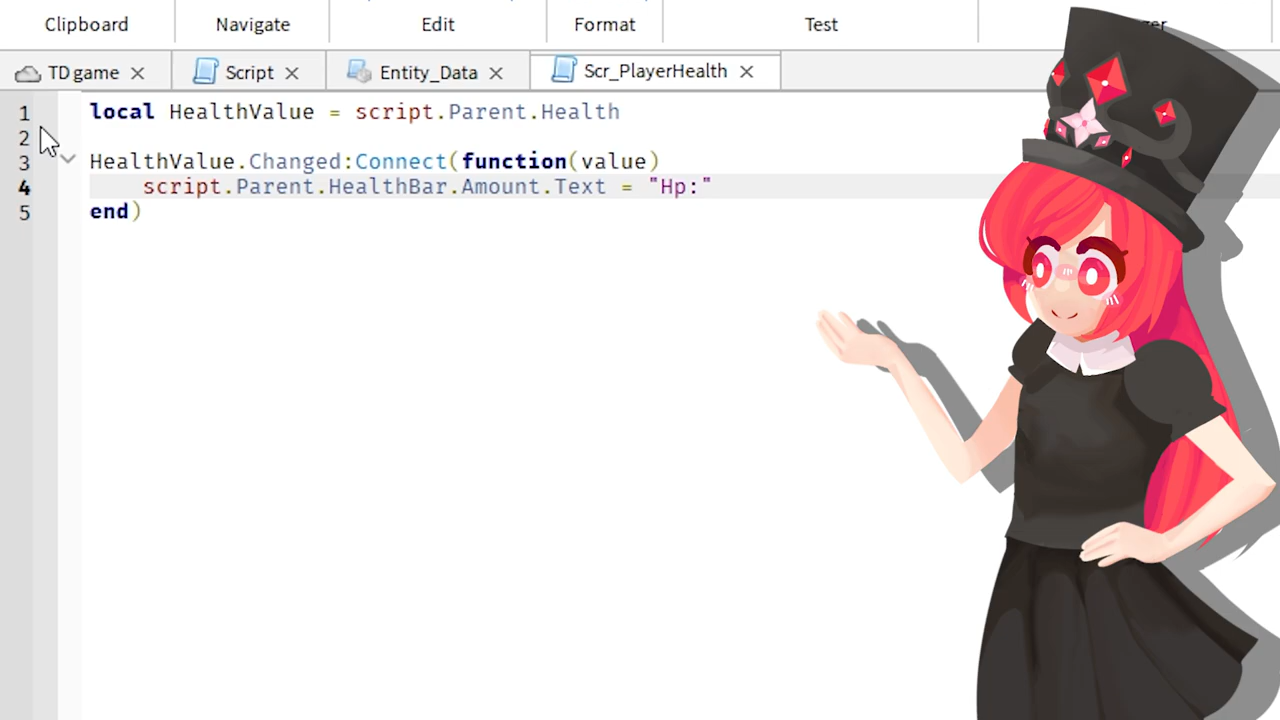 Clipboard Navigate Edit Format Test
TD game Script Entity_Data Scr_PlayerHealth
1 local HealthValue = script.Parent.Health
2
3 HealthValue.Changed:Connect(function(value)
4 script.Parent.HealthBar.Amount.Text = "Hp:"
5 end)